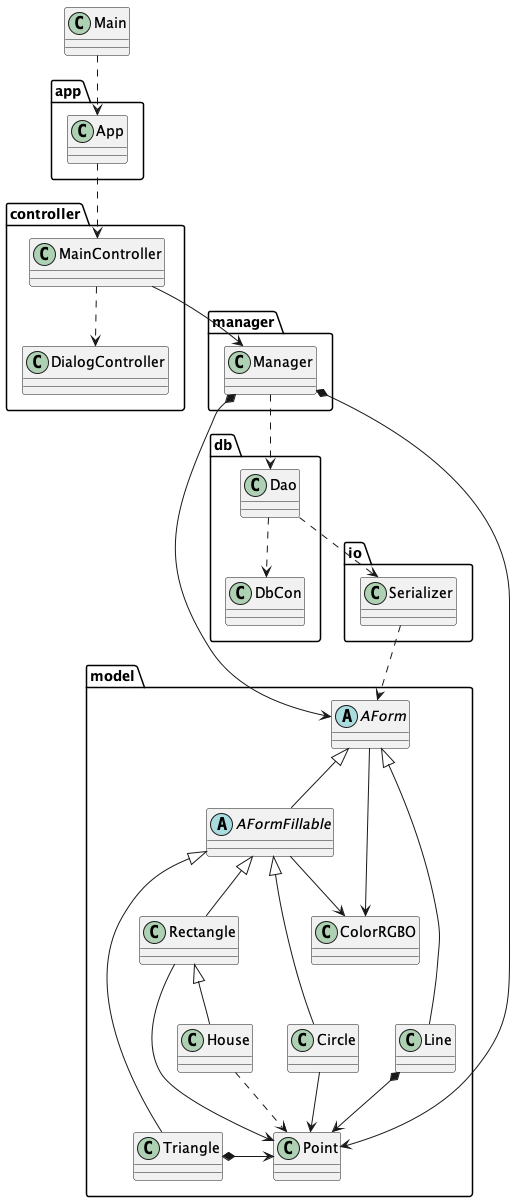 C Main
app
C App
controller
C MainController
C DialogController
manager
C Manager
db
C Dao
C DbCon
io
C Serializer
model
A AForm
A AFormFillable
C Rectangle
C ColorRGBO
C House
C Circle
C Line
C Triangle
C Point